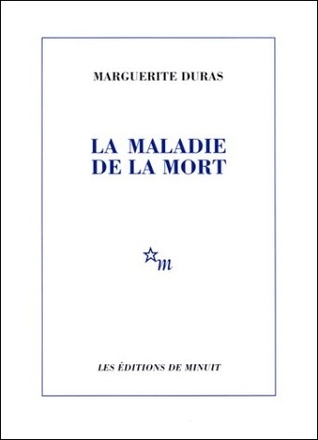 MARGUERITE DURAS
LA MALADIE
DE LA MORT
m
LES ÉDITIONS DE MINUIT